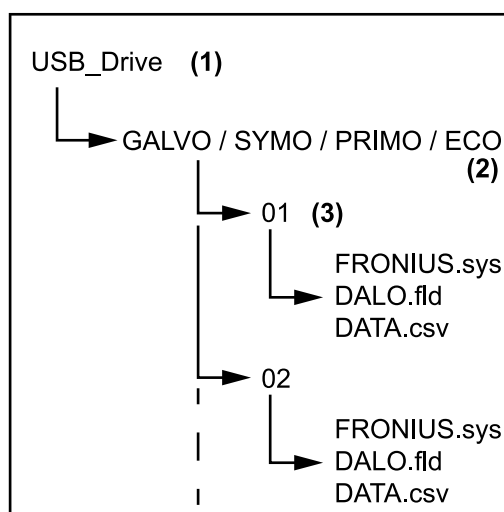 USB_Drive (1)
GALVO / SYMO / PRIMO / ECO
(2)
01 (3)
FRONIUS.sys
DALO.fld
DATA.csv
02
FRONIUS.sys
DALO.fld
DATA.csv